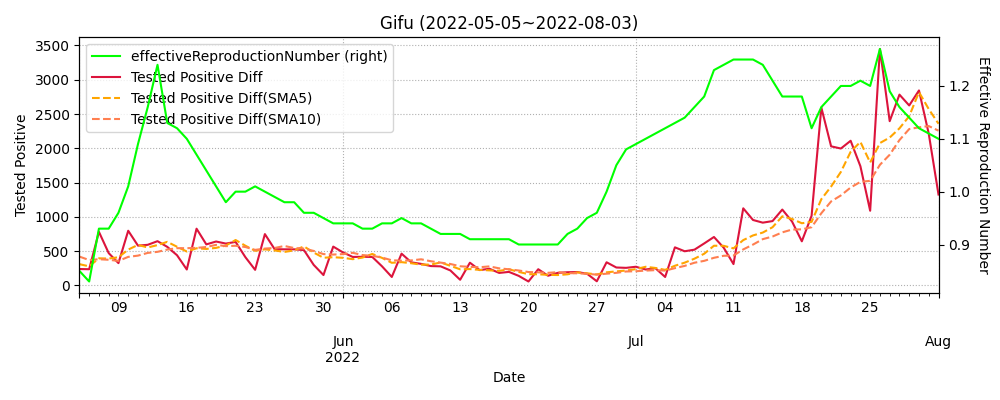 Gifu (2022-05-05~2022-08-03)
effectiveReproductionNumber (right)
Tested Positive Diff
Tested Positive Diff(SMA5)
Tested Positive Diff(SMA10)
Tested Positive
3500
3000
2500
2000
1500
1000
500
0
1.2
1.1
1.0
0.9
Effective Reproduction Number
09 16 23 30 06 13 20 27 04 11 18 25
Jun Jul Aug
2022
Date